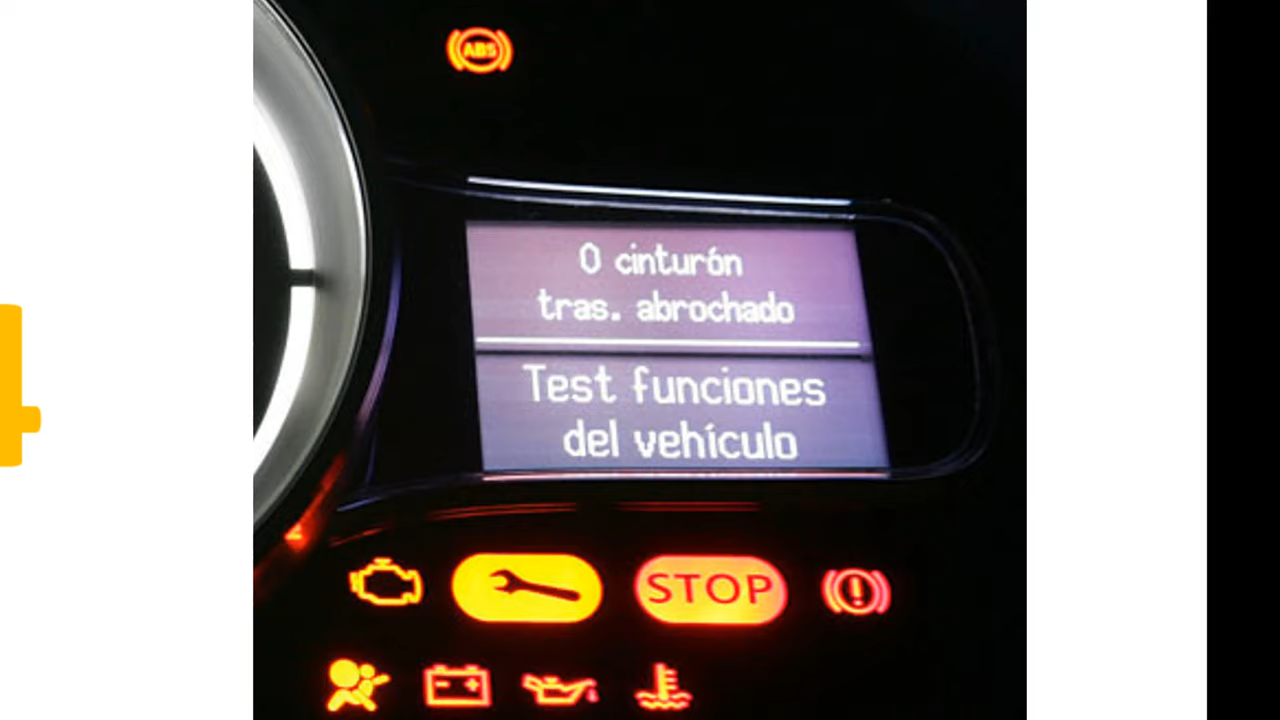 ABS
0 cinturón
tras. abrochado
Test funciones
del vehículo
STOP